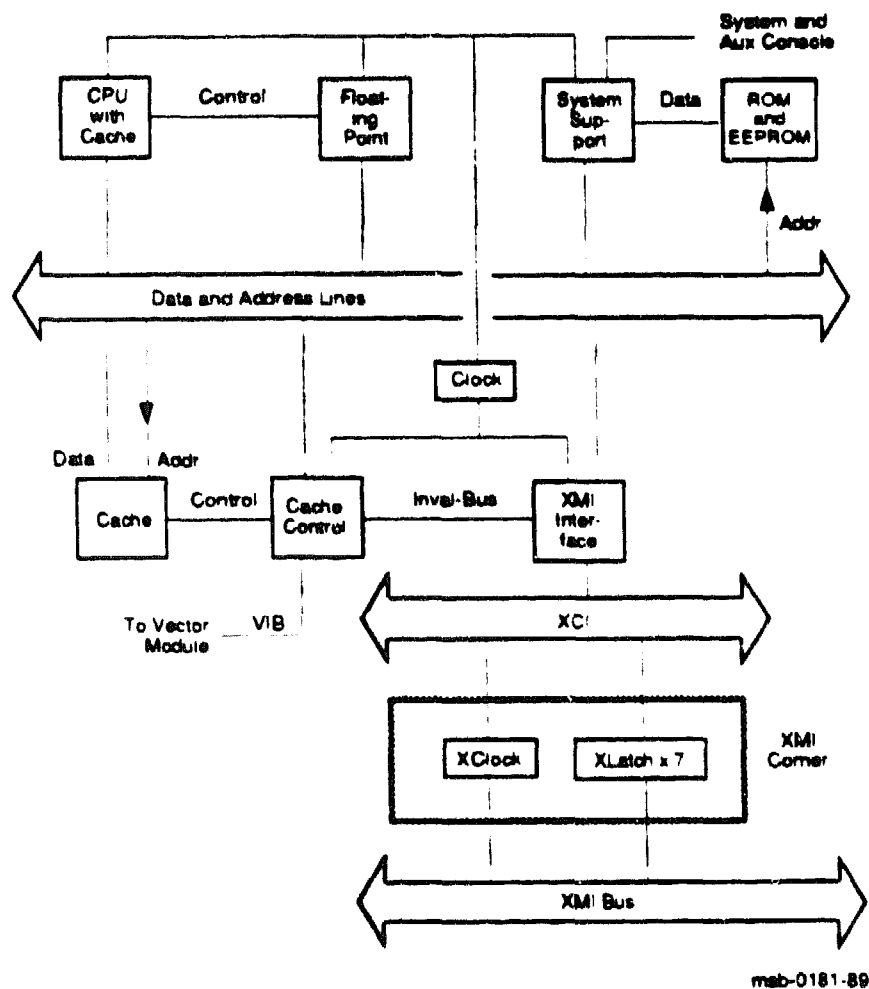 System and
Aux Console
CPU
with
Cache
Control
Float-
ing
Point
System
Sup-
port
Data
ROM
and
EEPROM
Addr
Data and Address Lines
Clock
Data
Addr
Cache
Control
Cache
Control
Inval-Bus
XMI
Inter-
face
To Vector
Module
VIB
XCI
XClock
XLatch x 7
XMI
Corner
XMI Bus
msb-0181-89